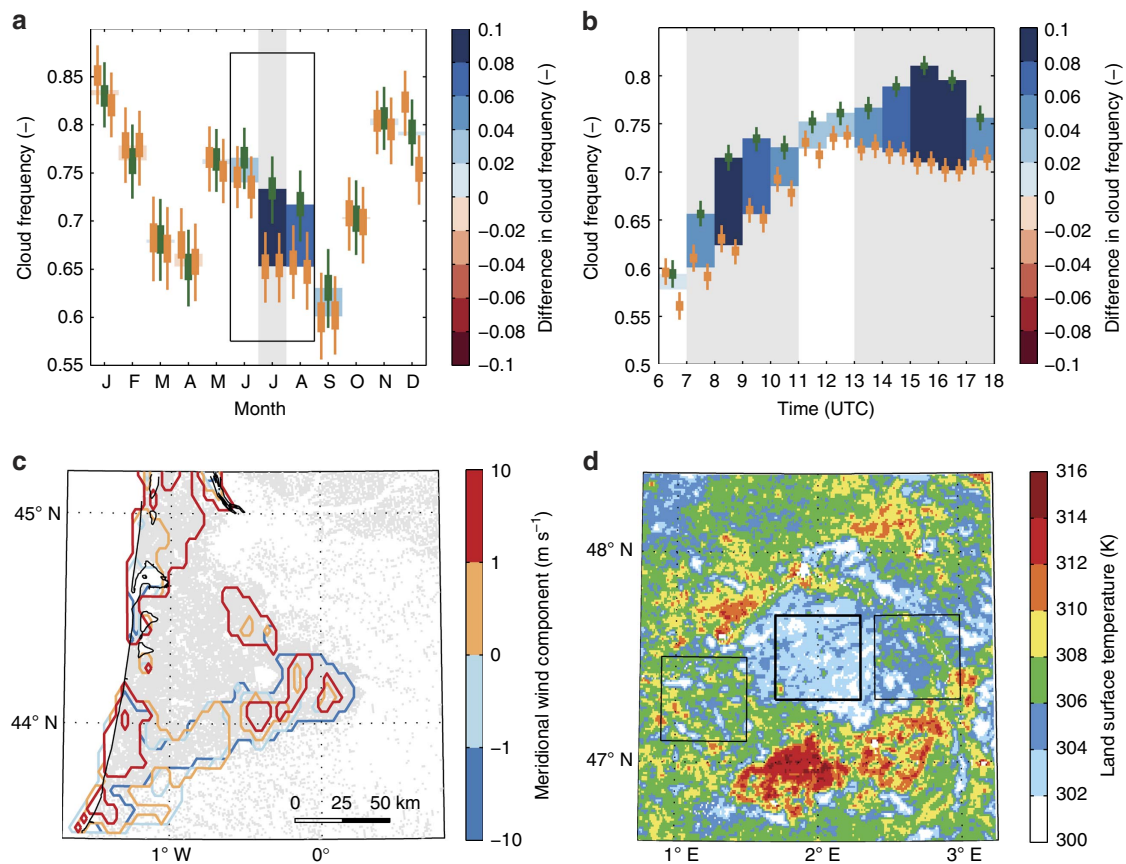 a
0.85
0.8
0.75
0.7
0.65
0.6
0.55
Cloud frequency (–)
J F M A M J J A S O N D
Month
0.1
0.08
0.06
0.04
0.02
0
–0.02
–0.04
–0.06
–0.08
–0.1
Difference in cloud frequency (–)
b
0.8
0.75
0.7
0.65
0.6
0.55
0.5
Cloud frequency (–)
6 7 8 9 10 11 12 13 14 15 16 17 18
Time (UTC)
0.1
0.08
0.06
0.04
0.02
0
–0.02
–0.04
–0.06
–0.08
–0.1
Difference in cloud frequency (–)
c
45° N
44° N
1° W 0°
0 25 50 km
10
1
0
–1
–10
Meridional wind component (m s⁻¹)
d
48° N
47° N
1° E 2° E 3° E
316
314
312
310
308
306
304
302
300
Land surface temperature (K)